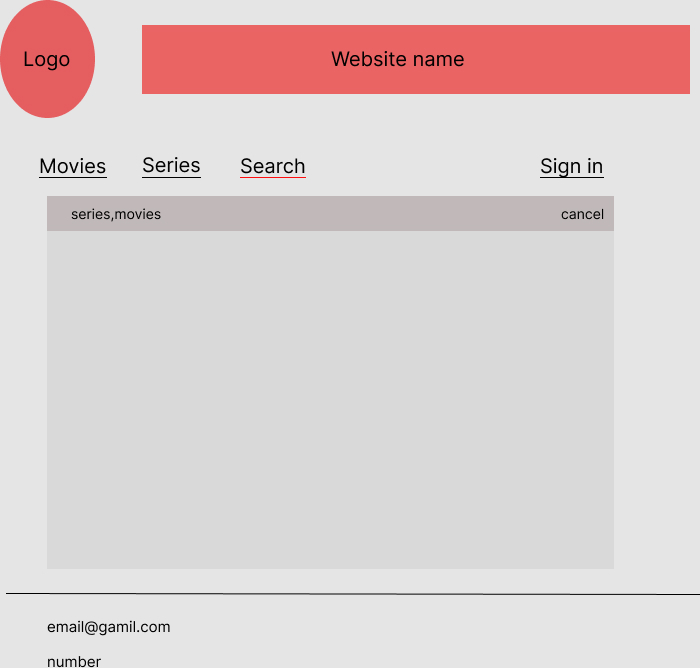 Logo
Website name
Movies Series Search Sign in
series,movies cancel
email@gamil.com
number